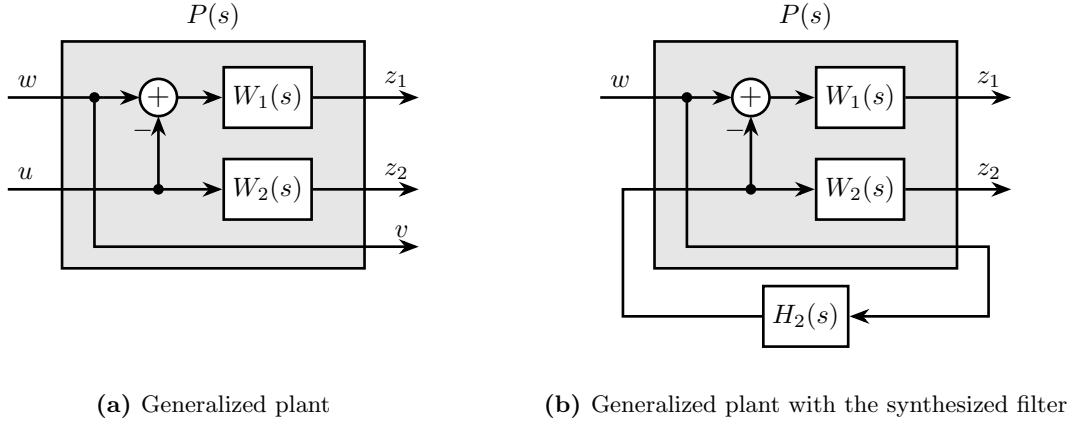 P(s)
w
+
W₁(s)
z₁
−
u
W₂(s)
z₂
v
(a) Generalized plant
P(s)
w
+
W₁(s)
z₁
−
W₂(s)
z₂
H₂(s)
(b) Generalized plant with the synthesized filter